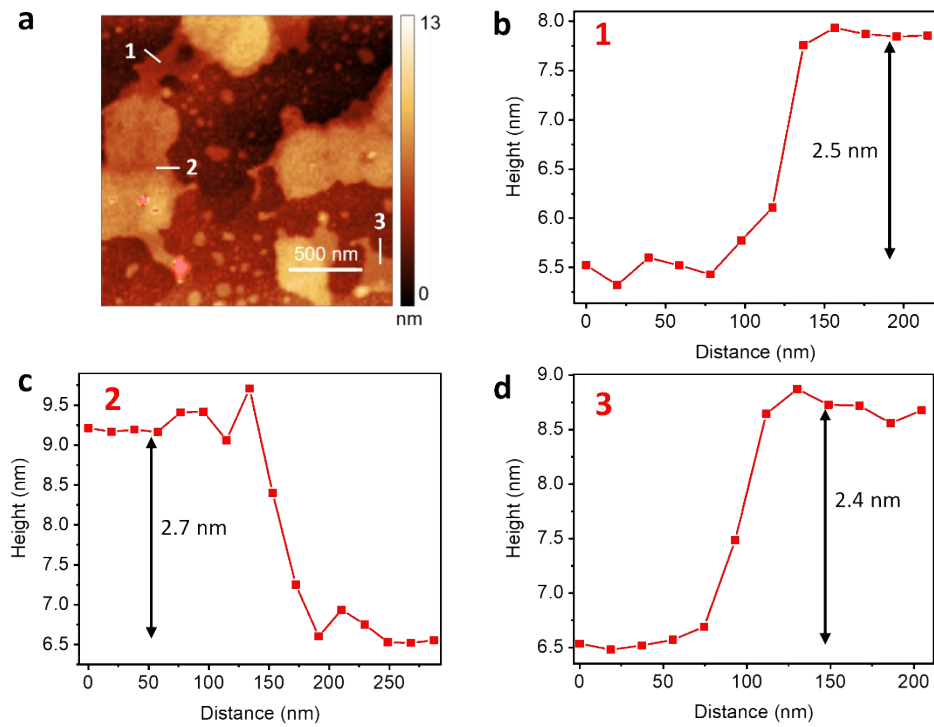 a
1
2
3
500 nm
13
0
nm
b
1
8.0
7.5
7.0
6.5
6.0
5.5
2.5 nm
0 50 100 150 200
Height (nm)
Distance (nm)
c
2
9.5
9.0
8.5
8.0
7.5
7.0
6.5
2.7 nm
0 50 100 150 200 250
Height (nm)
Distance (nm)
d
3
9.0
8.5
8.0
7.5
7.0
6.5
2.4 nm
0 50 100 150 200
Height (nm)
Distance (nm)